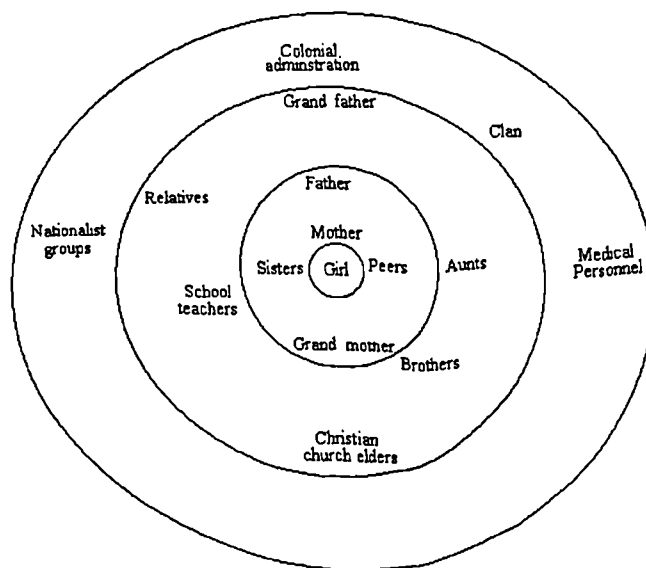 Colonial
adminstration
Grand father
Clan
Father
Relatives
Mother
Nationalist
groups
Sisters
Girl
Peers
Aunts
Medical
Personnel
School
teachers
Grand mother
Brothers
Christian
church elders